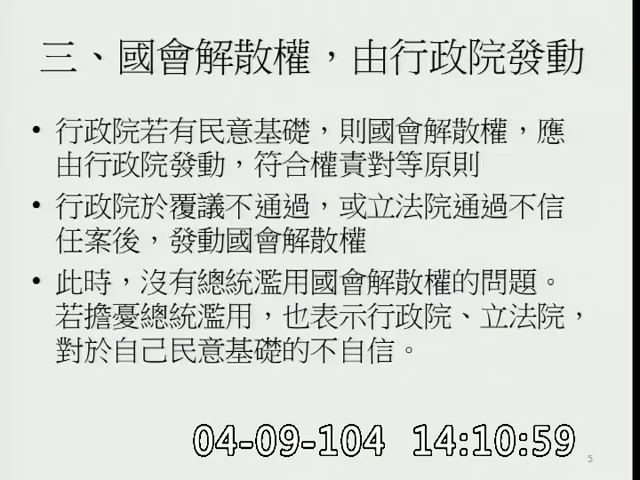 三、國會解散權，由行政院發動
• 行政院若有民意基礎，則國會解散權，應
由行政院發動，符合權責對等原則
• 行政院於覆議不通過，或立法院通過不信
任案後，發動國會解散權
• 此時，沒有總統濫用國會解散權的問題。
若擔憂總統濫用，也表示行政院、立法院，
對於自己民意基礎的不自信。
04-09-104 14:10:59
5